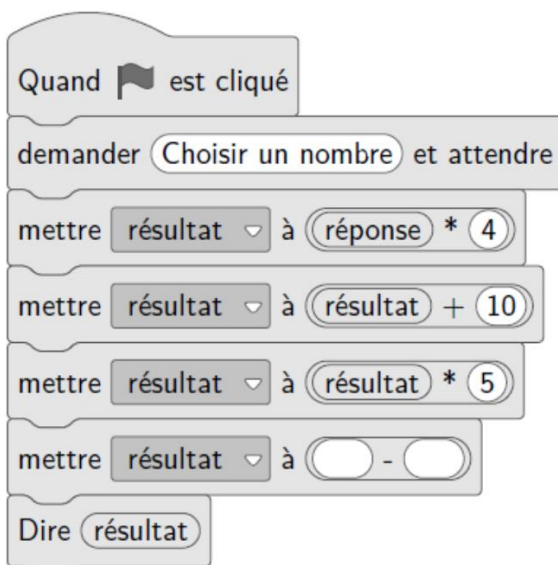 Quand est cliqué
demander Choisir un nombre et attendre
mettre résultat à réponse * 4
mettre résultat à résultat + 10
mettre résultat à résultat * 5
mettre résultat à -
Dire résultat